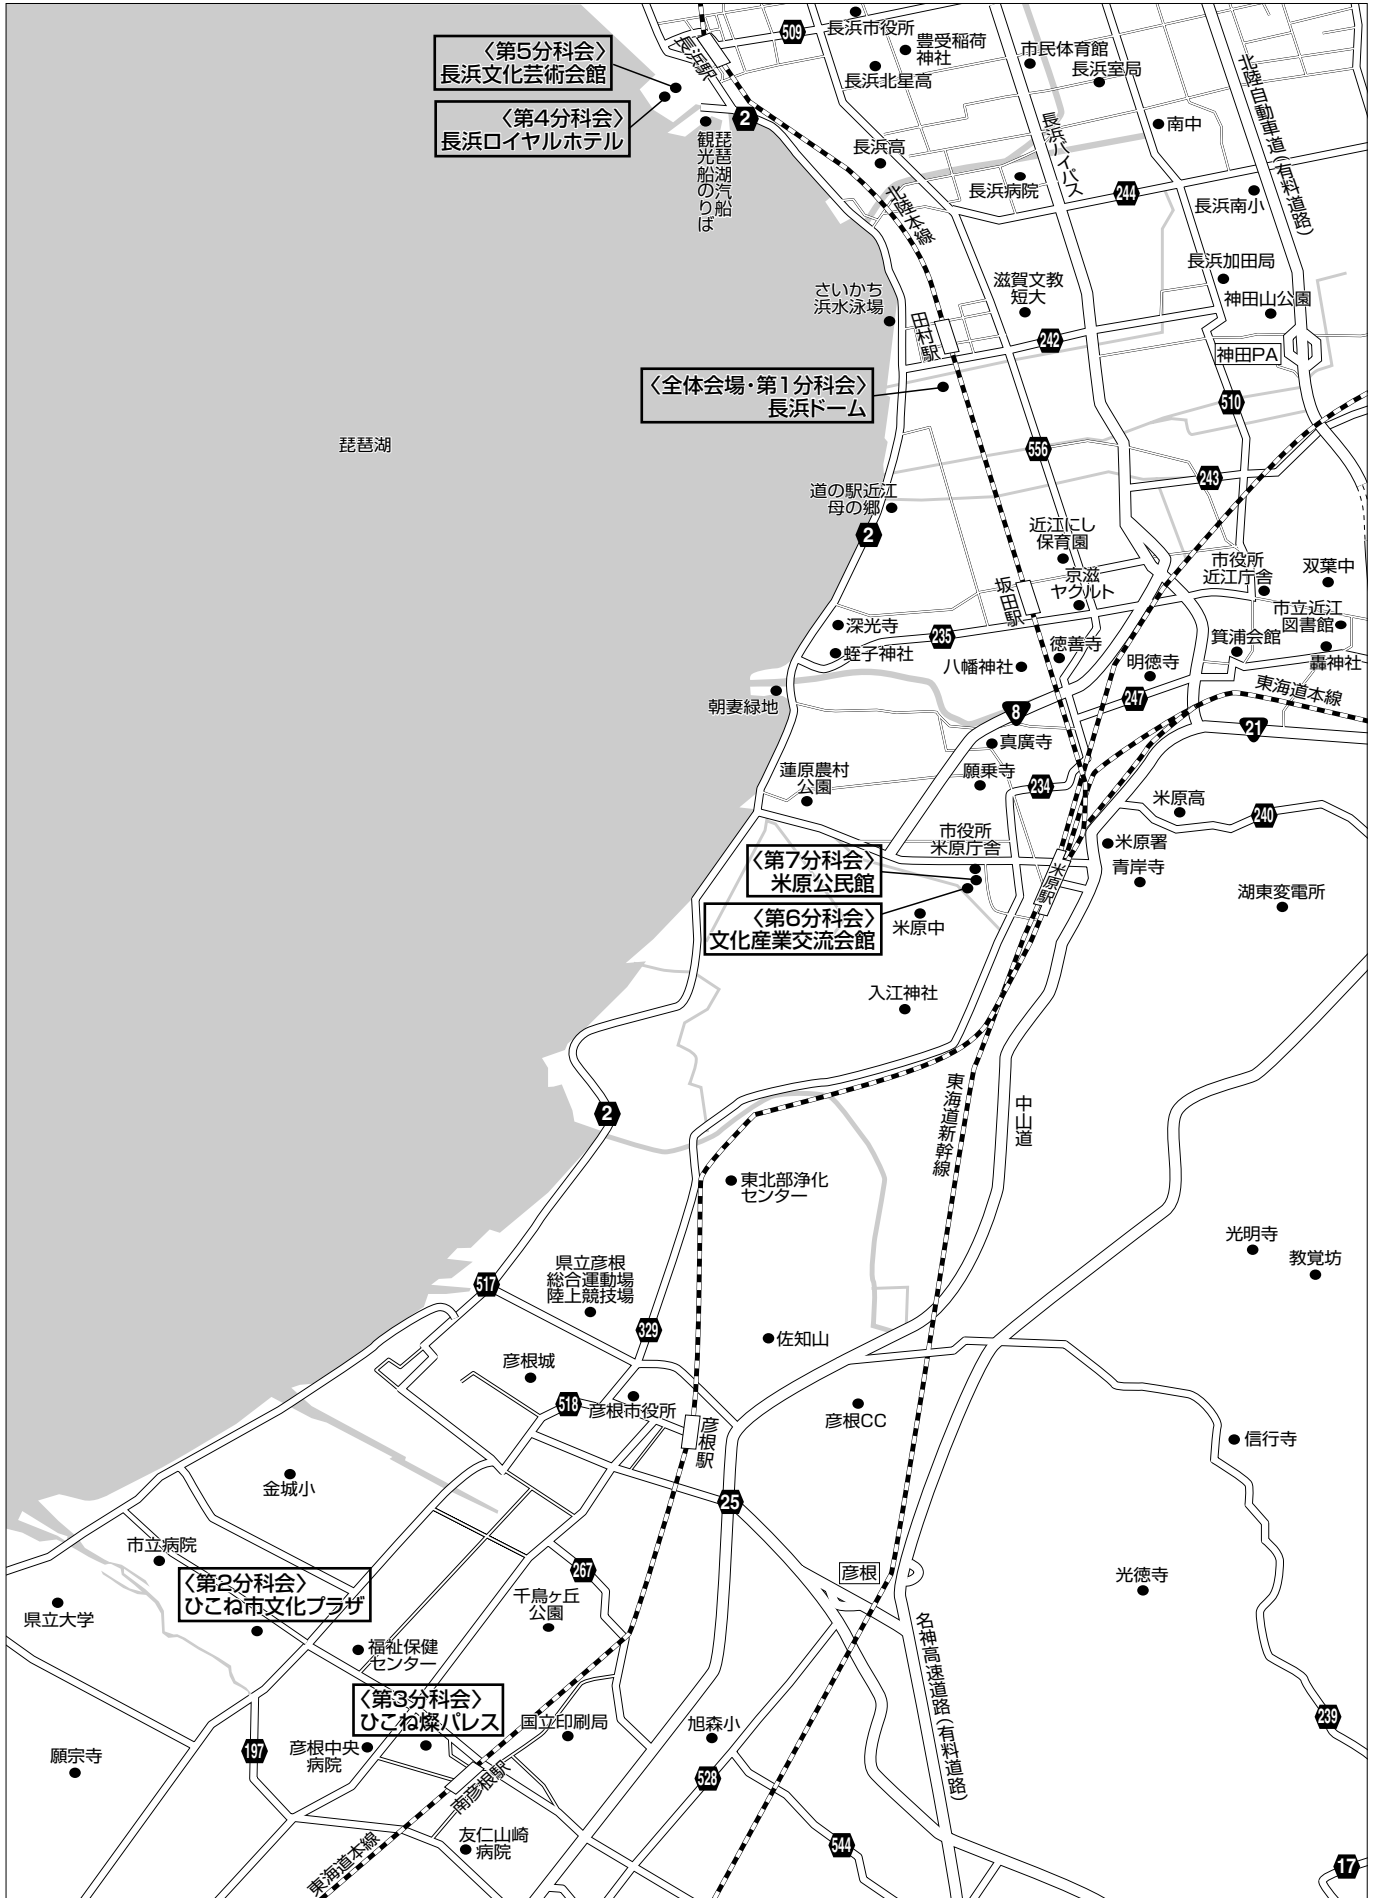 〈第5分科会〉
長浜文化芸術会館
〈第4分科会〉
長浜ロイヤルホテル
長浜駅
509
長浜市役所
豊受稲荷
神社
長浜北星高
市民体育館
長浜室局
北陸自動車道(有料道路)
2
琵琶湖汽船
観光船のりば
長浜高
長浜バイパス
南中
長浜病院
244
長浜南小
北陸本線
長浜加田局
神田山公園
さいかち
浜水泳場
滋賀文教
短大
田村駅
242
神田PA
〈全体会場・第1分科会〉
長浜ドーム
510
琵琶湖
556
243
道の駅近江
母の郷
2
近江にし
保育園
京滋
ヤクルト
坂田駅
市役所
近江庁舎
双葉中
市立近江
図書館
深光寺
235
蛭子神社
八幡神社
徳善寺
明徳寺
箕浦会館
轟神社
朝妻緑地
8
247
東海道本線
21
真廣寺
蓮原農村
公園
願乗寺
234
米原高
240
市役所
米原庁舎
米原署
〈第7分科会〉
米原公民館
米原駅
青岸寺
湖東変電所
〈第6分科会〉
文化産業交流会館
米原中
入江神社
2
東海道新幹線
中山道
東北部浄化
センター
光明寺
教覚坊
517
県立彦根
総合運動場
陸上競技場
329
佐知山
彦根城
518
彦根市役所
彦根CC
彦根駅
信行寺
金城小
25
市立病院
267
彦根
〈第2分科会〉
ひこね市文化プラザ
千鳥ヶ丘
公園
光徳寺
県立大学
福祉保健
センター
名神高速道路(有料道路)
〈第3分科会〉
ひこね燦パレス
国立印刷局
旭森小
239
願宗寺
197
彦根中央
病院
南彦根駅
528
友仁山崎
病院
544
東海道本線
17